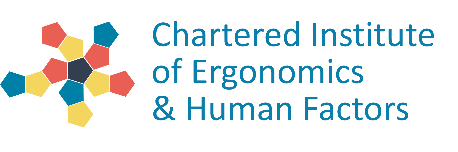 Chartered Institute
of Ergonomics
& Human Factors